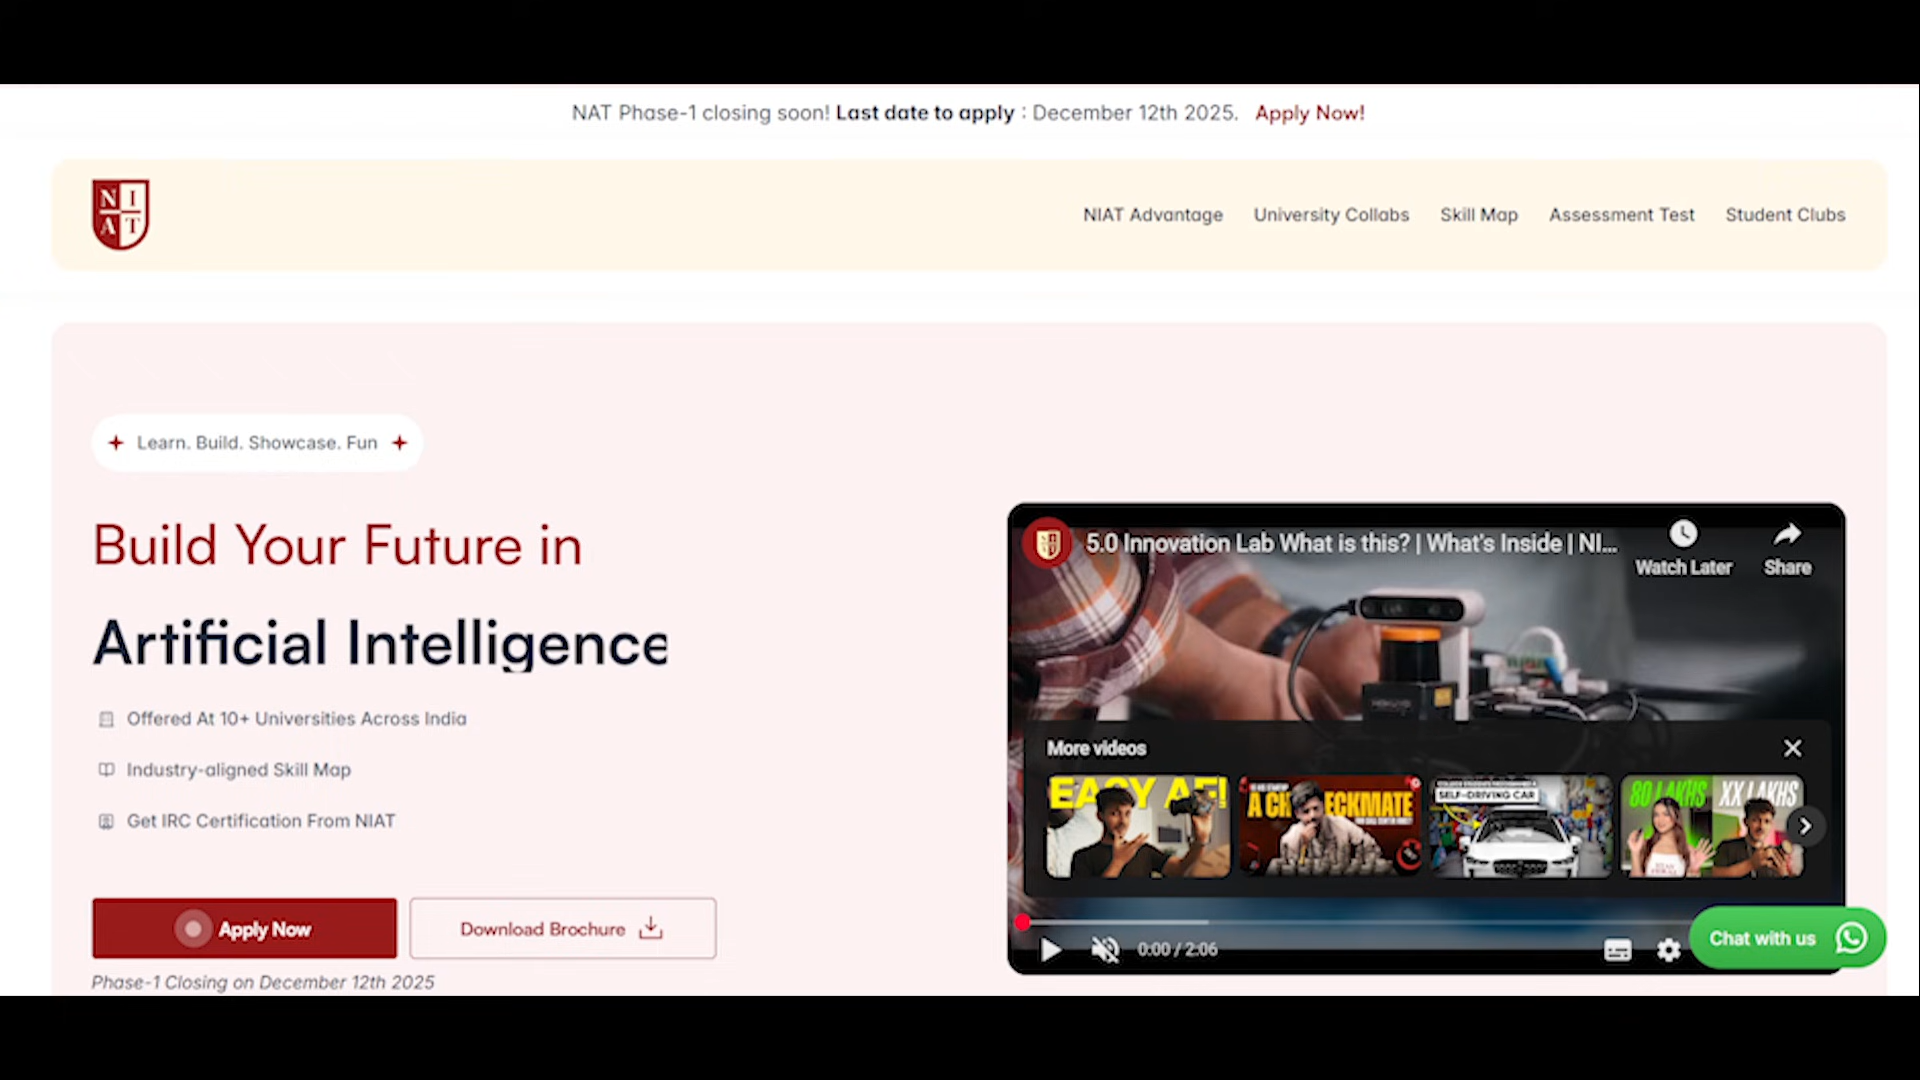 NAT Phase-1 closing soon! Last date to apply : December 12th 2025. Apply Now!
N I
A T
NIAT Advantage University Collabs Skill Map Assessment Test Student Clubs
Learn. Build. Showcase. Fun
Build Your Future in
Artificial Intelligence
Offered At 10+ Universities Across India
Industry-aligned Skill Map
Get IRC Certification From NIAT
Apply Now
Download Brochure
Phase-1 Closing on December 12th 2025
5.0 Innovation Lab What is this? | What's Inside | NI...
Watch Later
Share
More videos
EASY AF!
A CHECKMATE
SELF-DRIVING CAR
80 LAKHS XX LAKHS
0:00 / 2:06
Chat with us